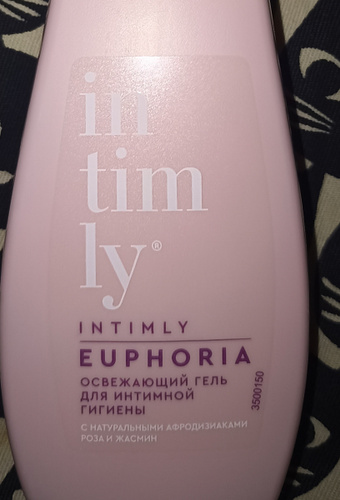 in
tim
ly®
INTIMLY
EUPHORIA
ОСВЕЖАЮЩИЙ ГЕЛЬ
ДЛЯ ИНТИМНОЙ
ГИГИЕНЫ
С НАТУРАЛЬНЫМИ АФРОДИЗИАКАМИ
РОЗА И ЖАСМИН
3500150